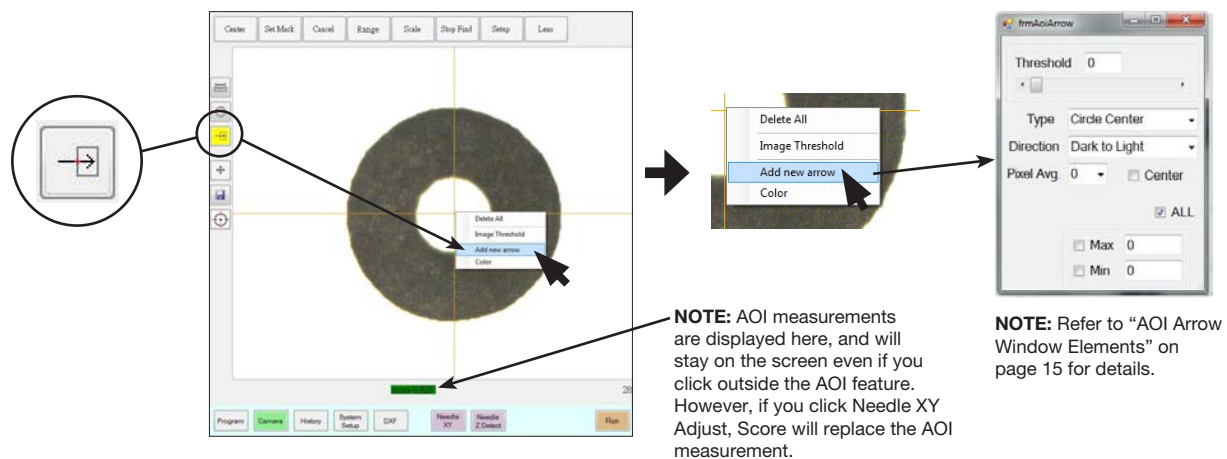 Center Set Mark Cancel Range Scale Stop Find Setup Lens
Delete All
Image Threshold
Add new arrow
Color
28
Program Camera History System Setup DXF Needle XY Needle Z Detect Run
Delete All
Image Threshold
Add new arrow
Color
frmAoiArrow
Threshold 0
Type Circle Center
Direction Dark to Light
Pixel Avg. 0 Center
ALL
Max 0
Min 0
NOTE: AOI measurements
are displayed here, and will
stay on the screen even if you
click outside the AOI feature.
However, if you click Needle XY
Adjust, Score will replace the AOI
measurement.
NOTE: Refer to “AOI Arrow
Window Elements” on
page 15 for details.